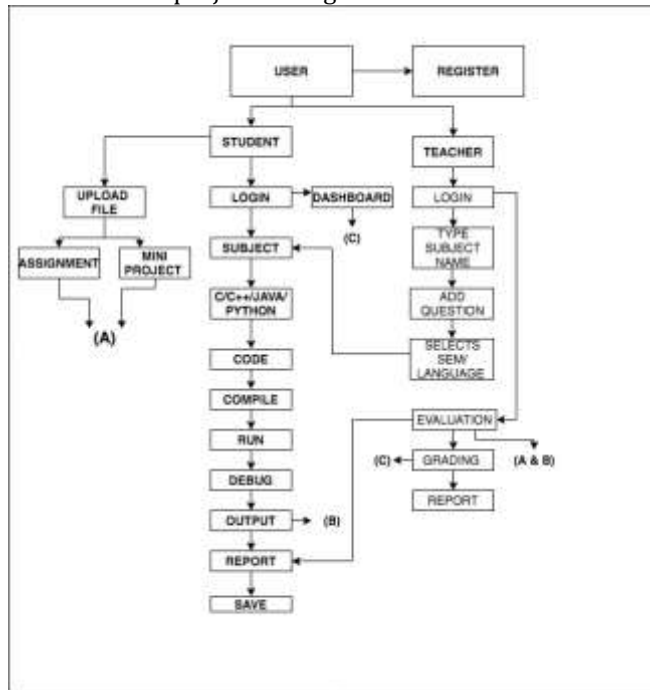 USER
REGISTER
STUDENT
TEACHER
UPLOAD
FILE
LOGIN
DASHBOARD
LOGIN
(C)
ASSIGNMENT
MINI
PROJECT
SUBJECT
TYPE
SUBJECT
NAME
(A)
C/C++/JAVA/
PYTHON
ADD
QUESTION
CODE
SELECTS
SEM/
LANGUAGE
COMPILE
EVALUATION
RUN
(C)
GRADING
(A & B)
DEBUG
REPORT
OUTPUT
(B)
REPORT
SAVE